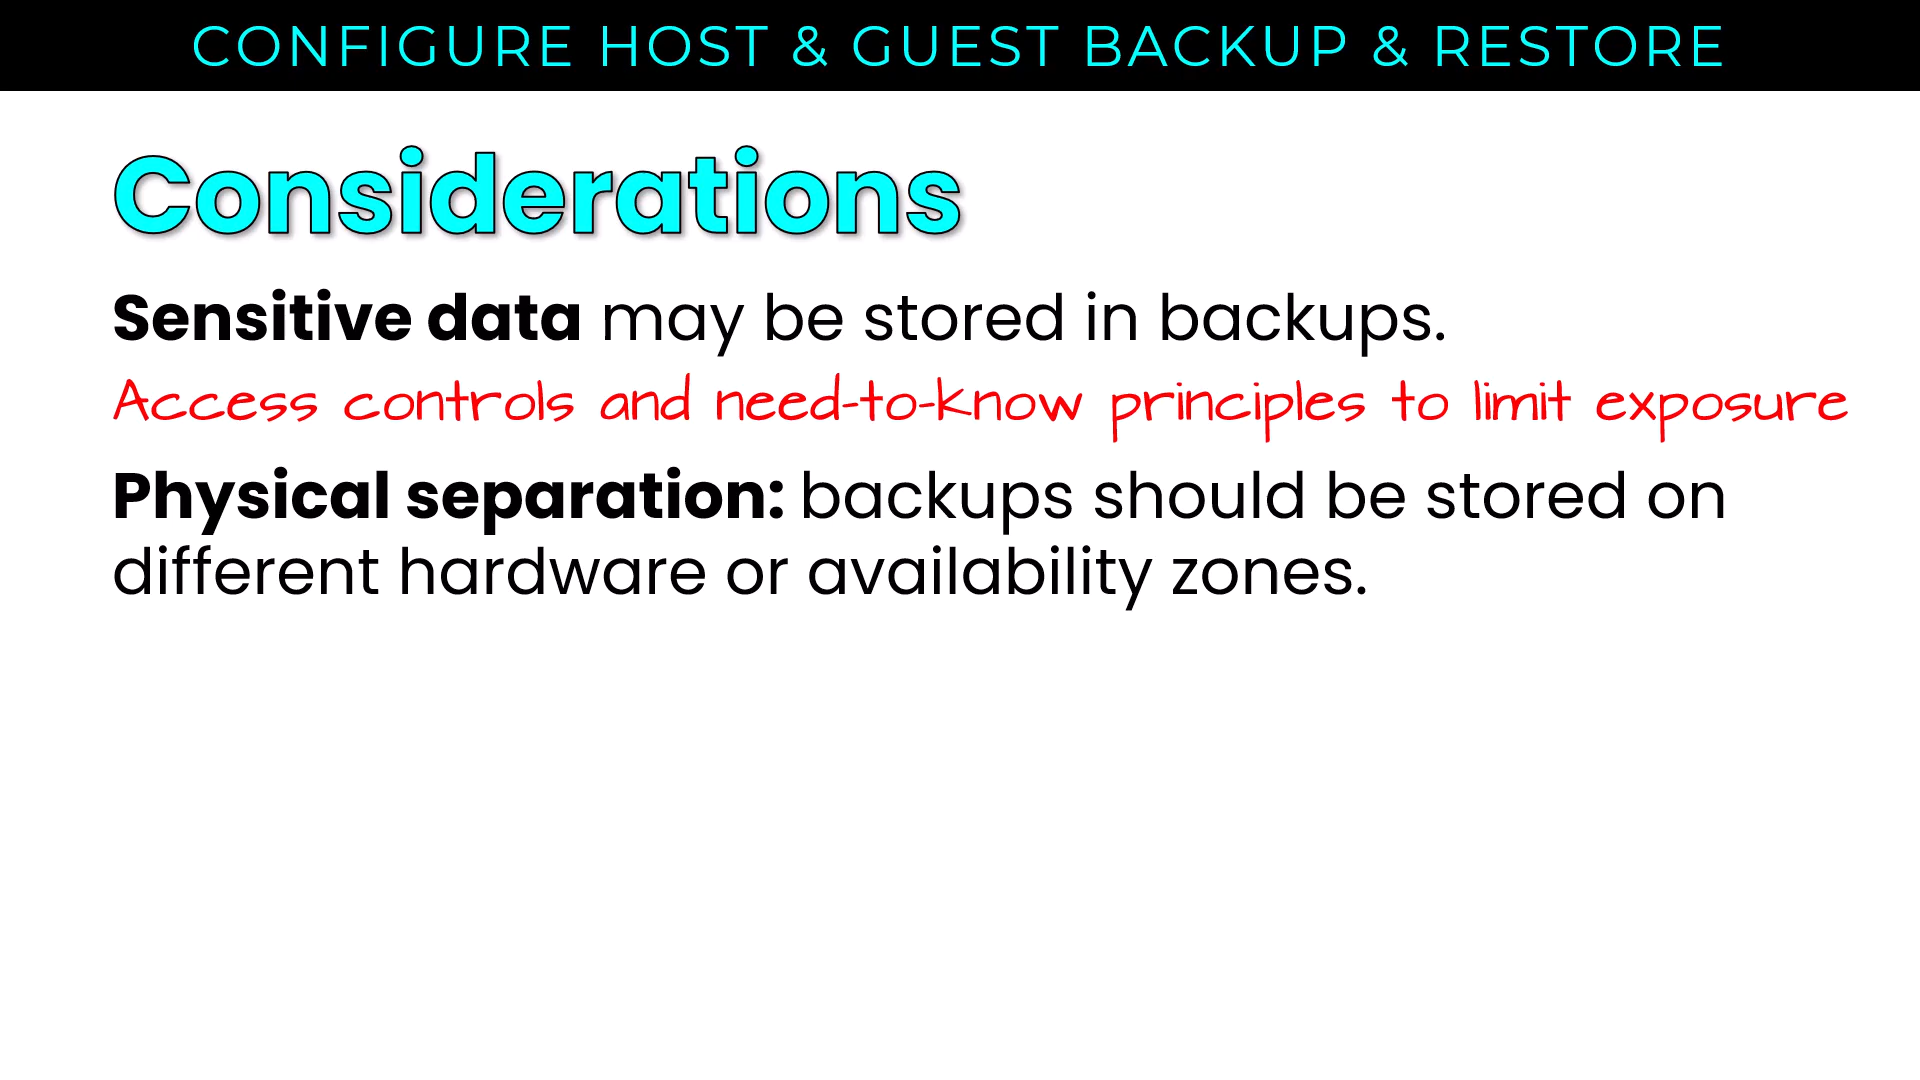 CONFIGURE HOST & GUEST BACKUP & RESTORE
Considerations
Sensitive data may be stored in backups.
Access controls and need-to-know principles to limit exposure
Physical separation: backups should be stored on
different hardware or availability zones.